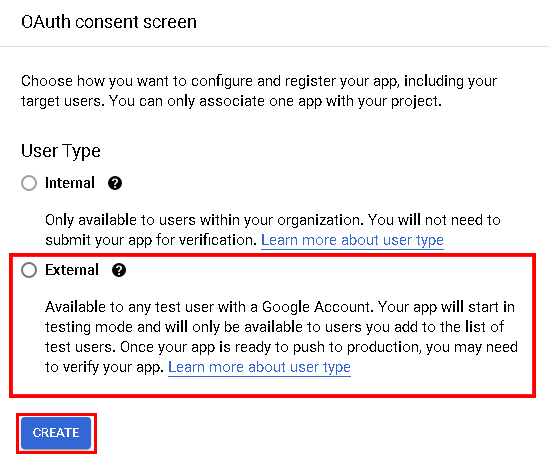 OAuth consent screen
Choose how you want to configure and register your app, including your
target users. You can only associate one app with your project.
User Type
Internal ?
Only available to users within your organization. You will not need to
submit your app for verification. Learn more about user type
External ?
Available to any test user with a Google Account. Your app will start in
testing mode and will only be available to users you add to the list of
test users. Once your app is ready to push to production, you may need
to verify your app. Learn more about user type
CREATE